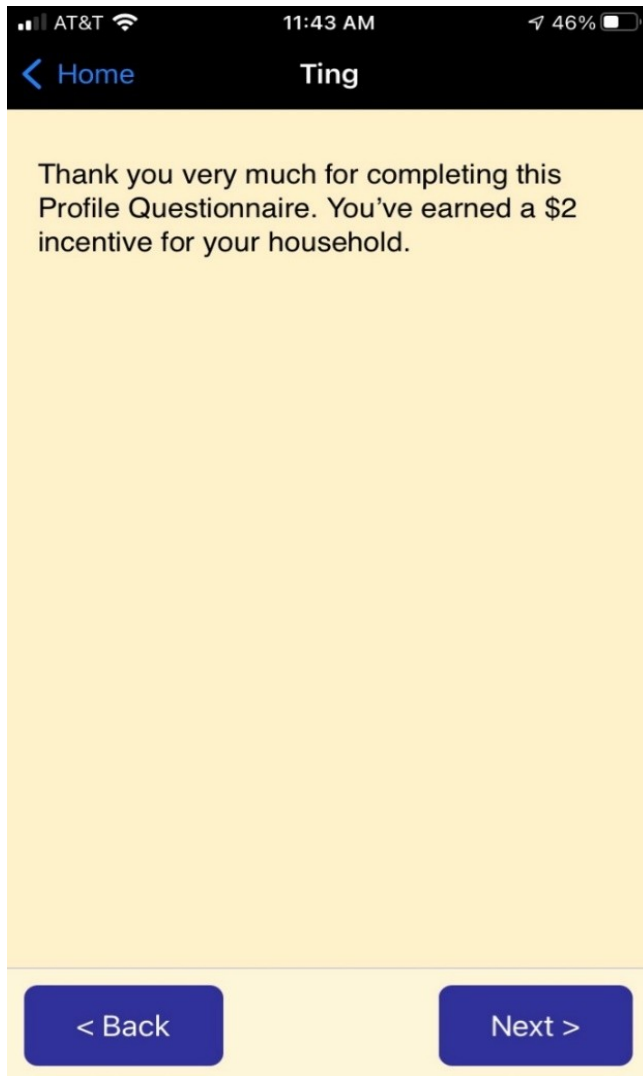 AT&T 11:43 AM 46%
Home Ting
Thank you very much for completing this
Profile Questionnaire. You’ve earned a $2
incentive for your household.
< Back Next >